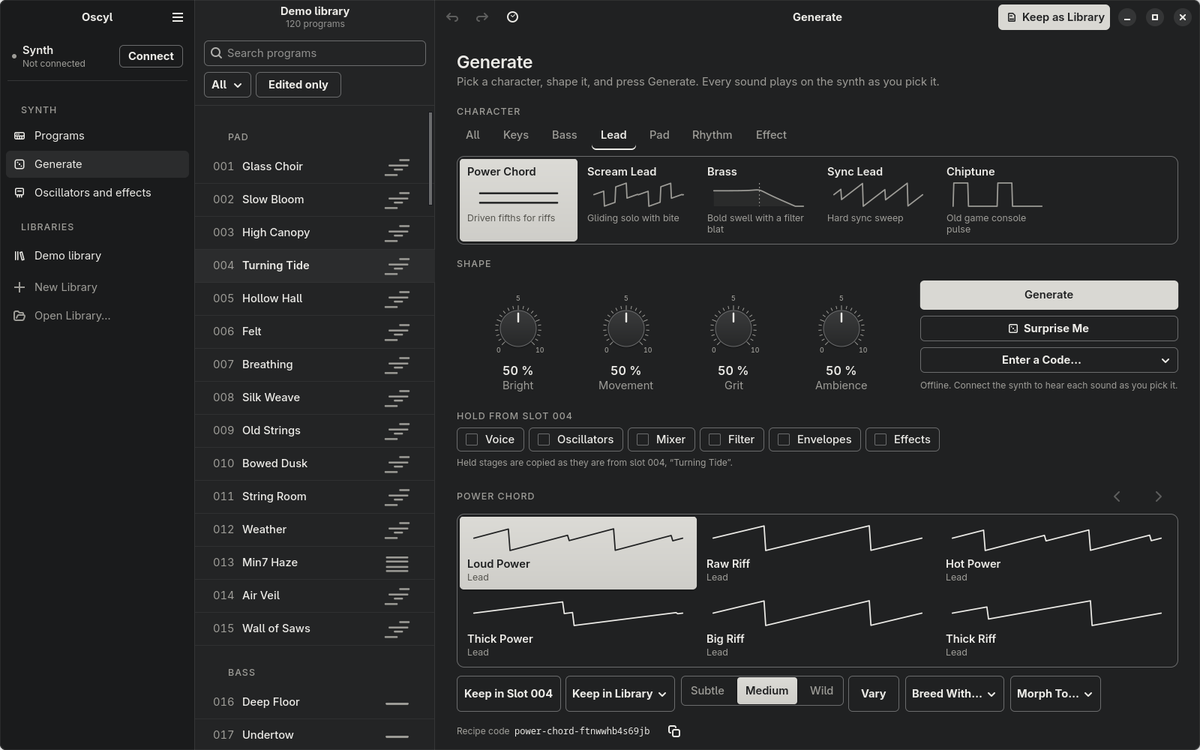 Oscyl
Synth
Not connected
Connect
SYNTH
Programs
Generate
Oscillators and effects
LIBRARIES
Demo library
New Library
Open Library...
Demo library
120 programs
Search programs
All
Edited only
PAD
001 Glass Choir
002 Slow Bloom
003 High Canopy
004 Turning Tide
005 Hollow Hall
006 Felt
007 Breathing
008 Silk Weave
009 Old Strings
010 Bowed Dusk
011 String Room
012 Weather
013 Min7 Haze
014 Air Veil
015 Wall of Saws
BASS
016 Deep Floor
017 Undertow
Generate
Keep as Library
Generate
Pick a character, shape it, and press Generate. Every sound plays on the synth as you pick it.
CHARACTER
All Keys Bass Lead Pad Rhythm Effect
Power Chord
Driven fifths for riffs
Scream Lead
Gliding solo with bite
Brass
Bold swell with a filter
blat
Sync Lead
Hard sync sweep
Chiptune
Old game console
pulse
SHAPE
5
0 10
50 %
Bright
5
0 10
50 %
Movement
5
0 10
50 %
Grit
5
0 10
50 %
Ambience
Generate
Surprise Me
Enter a Code...
Offline. Connect the synth to hear each sound as you pick it.
HOLD FROM SLOT 004
Voice Oscillators Mixer Filter Envelopes Effects
Held stages are copied as they are from slot 004, “Turning Tide”.
POWER CHORD
Loud Power
Lead
Raw Riff
Lead
Hot Power
Lead
Thick Power
Lead
Big Riff
Lead
Thick Riff
Lead
Keep in Slot 004 Keep in Library Subtle Medium Wild Vary Breed With... Morph To...
Recipe code power-chord-ftnwwhb4s69jb